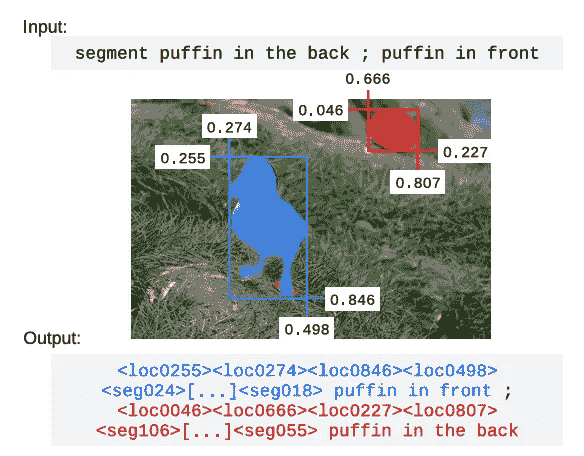 Input:
segment puffin in the back ; puffin in front
0.666
0.046
0.274
0.255
0.227
0.807
0.846
0.498
Output:
<loc0255><loc0274><loc0846><loc0498>
<seg024>[...]<seg018> puffin in front ;
<loc0046><loc0666><loc0227><loc0807>
<seg106>[...]<seg055> puffin in the back